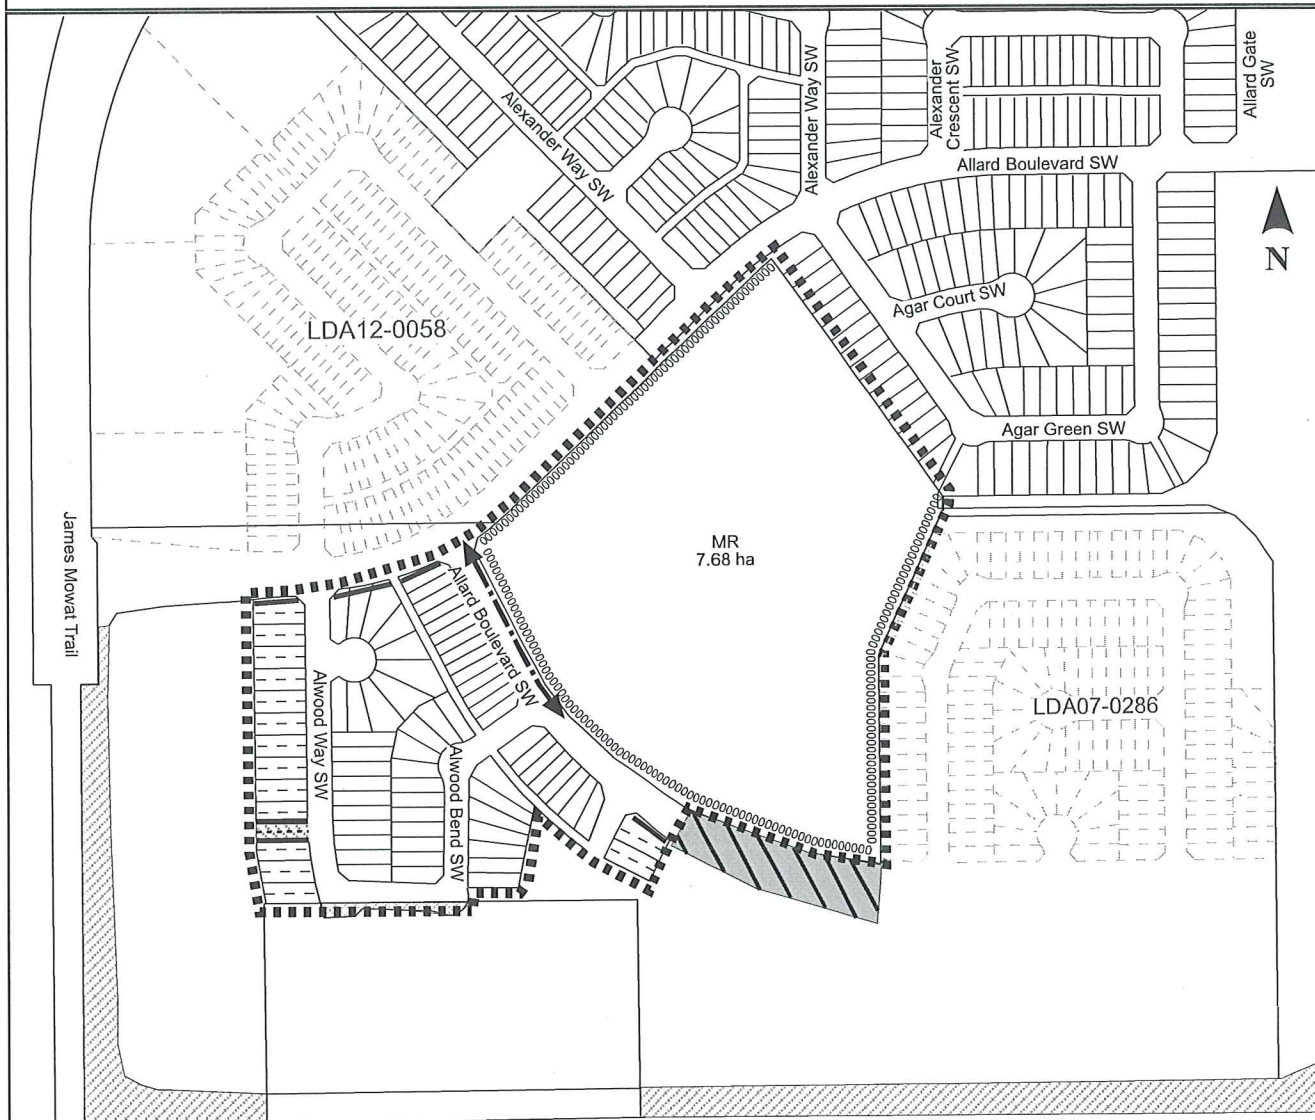 Alexander Way SW
Alexander Way SW
Alexander
Crescent SW
Allard Gate
SW
Allard Boulevard SW
N
Agar Court SW
LDA12-0058
Agar Green SW
James Mowat Trail
MR
7.68 ha
Allard Boulevard SW
Alwood Way SW
Alwood Bend SW
LDA07-0286